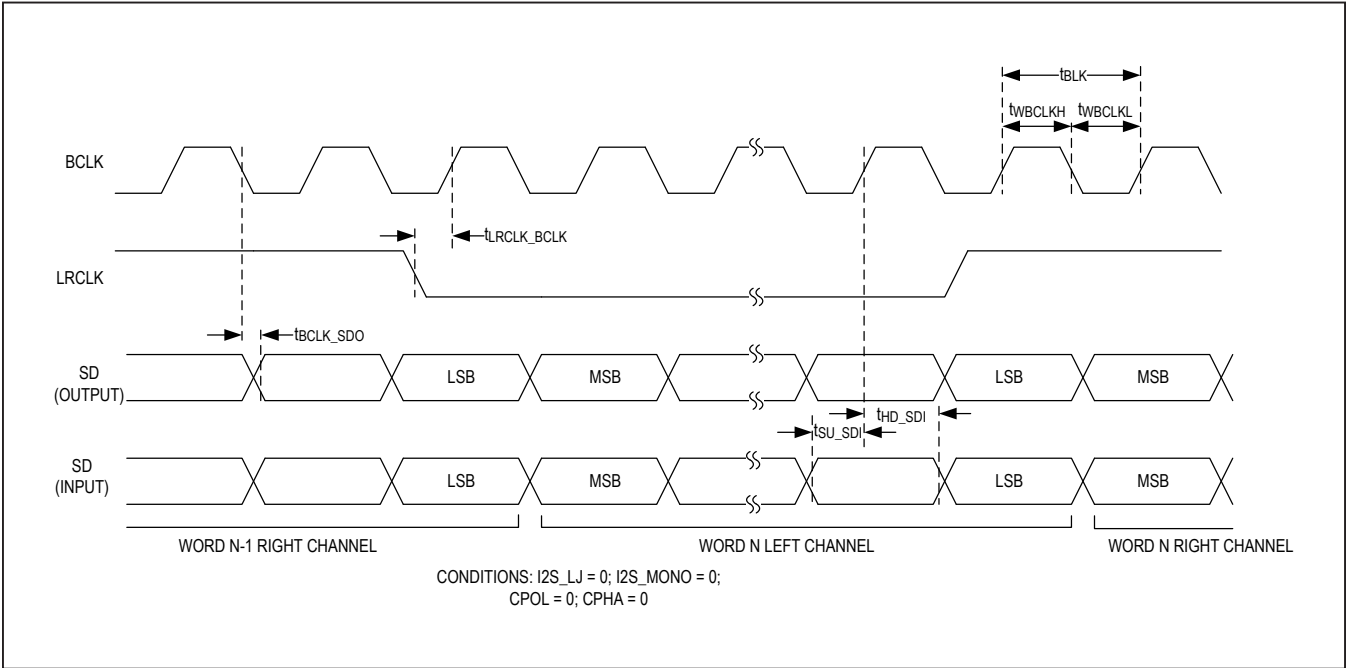 tBLK
tWBCLKH
tWBCLKL
BCLK
tLRCLK_BCLK
LRCLK
tBCLK_SDO
SD
(OUTPUT)
LSB
MSB
LSB
MSB
tHD_SDI
tSU_SDI
SD
(INPUT)
LSB
MSB
LSB
MSB
WORD N-1 RIGHT CHANNEL
WORD N LEFT CHANNEL
WORD N RIGHT CHANNEL
CONDITIONS: I2S_LJ = 0; I2S_MONO = 0;
CPOL = 0; CPHA = 0